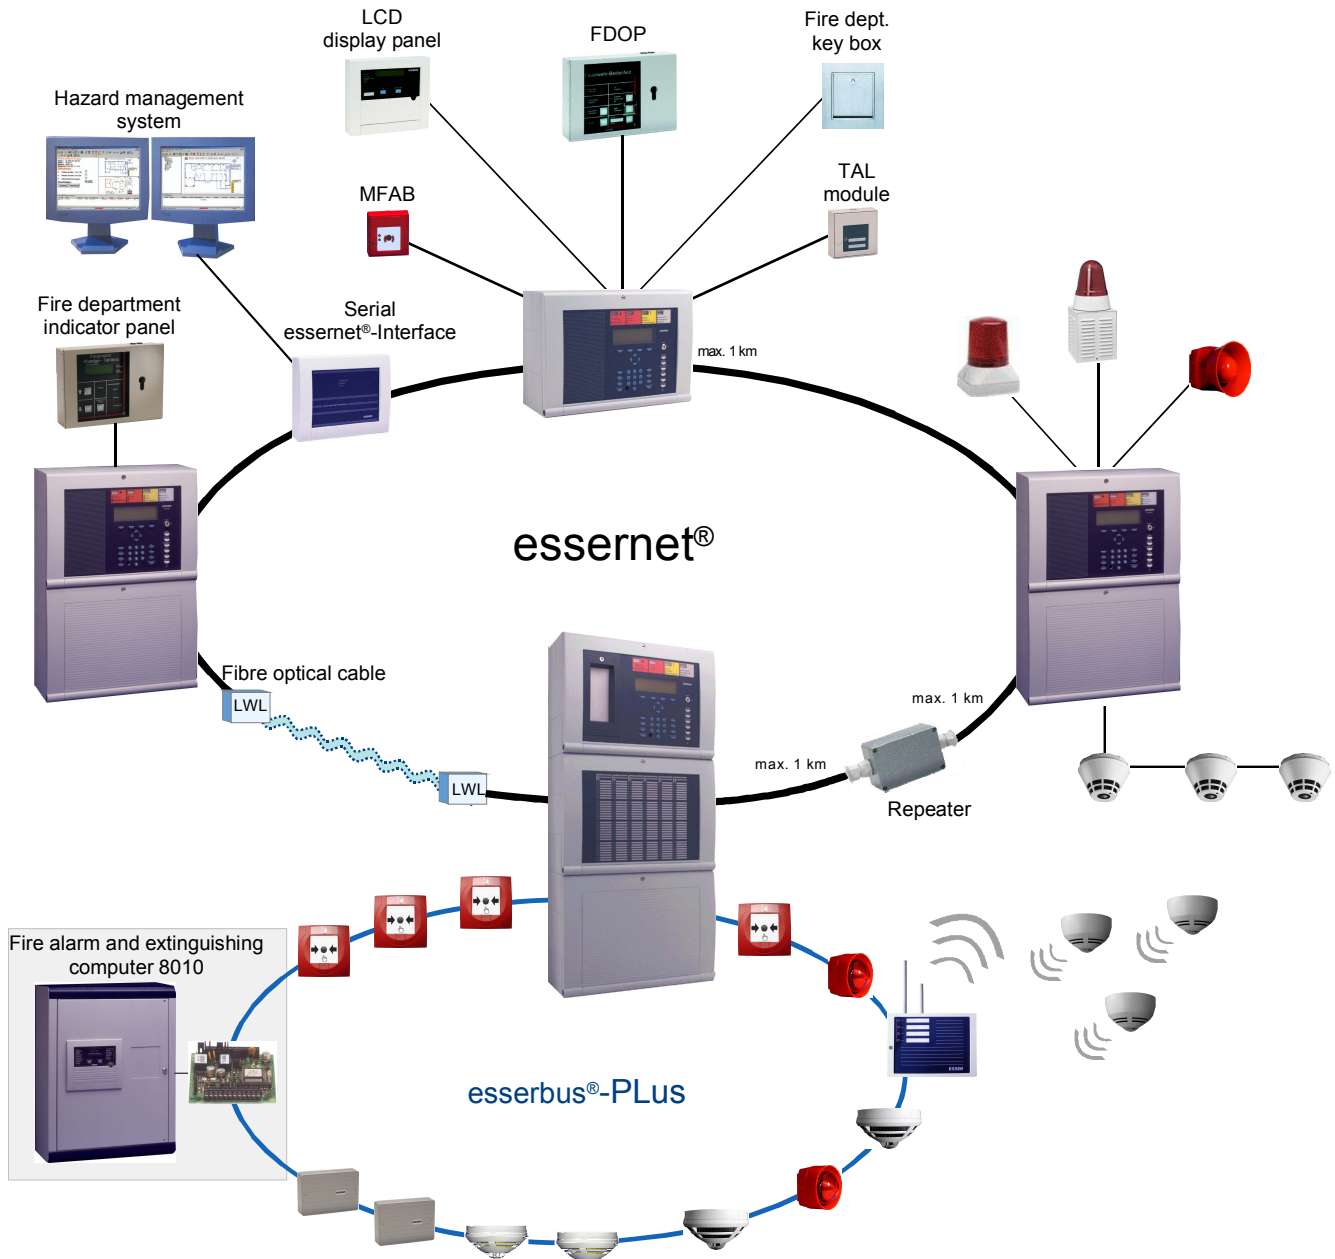 LCD
display panel
FDOP
Fire dept.
key box
Hazard management
system
MFAB
TAL
module
Fire department
indicator panel
Serial
essernet®-Interface
max. 1 km
essernet®
Fibre optical cable
LWL
LWL
max. 1 km
max. 1 km
Repeater
Fire alarm and extinguishing
computer 8010
esserbus®-PLus
ESSER